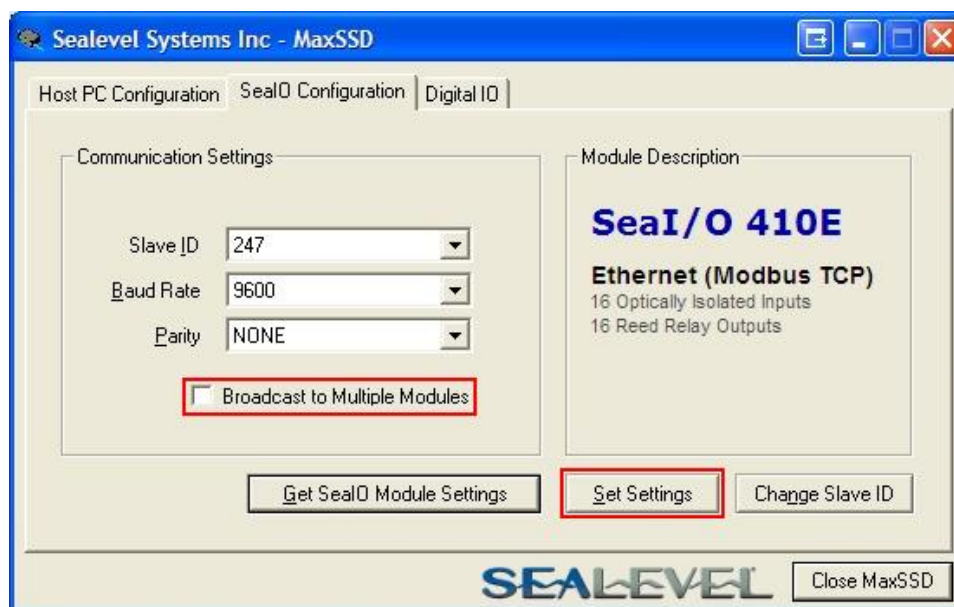 Sealevel Systems Inc - MaxSSD
Host PC Configuration
SeaIO Configuration
Digital IO
Communication Settings
Slave ID
247
Baud Rate
9600
Parity
NONE
Broadcast to Multiple Modules
Module Description
SeaI/O 410E
Ethernet (Modbus TCP)
16 Optically Isolated Inputs
16 Reed Relay Outputs
Get SeaIO Module Settings
Set Settings
Change Slave ID
SEALEVEL
Close MaxSSD